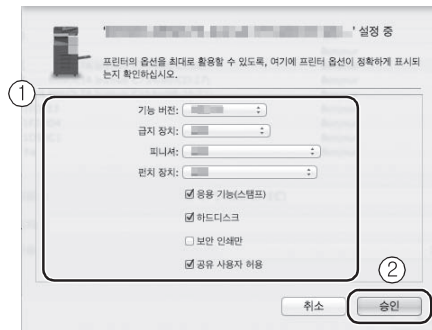 ' ' 설정 중
프린터의 옵션을 최대로 활용할 수 있도록, 여기에 프린터 옵션이 정확하게 표시되
는지 확인하십시오.
1
기능 버전:
급지 장치:
피니셔:
펀치 장치:
응용 기능(스탬프)
하드디스크
보안 인쇄만
공유 사용자 허용
2
취소 승인